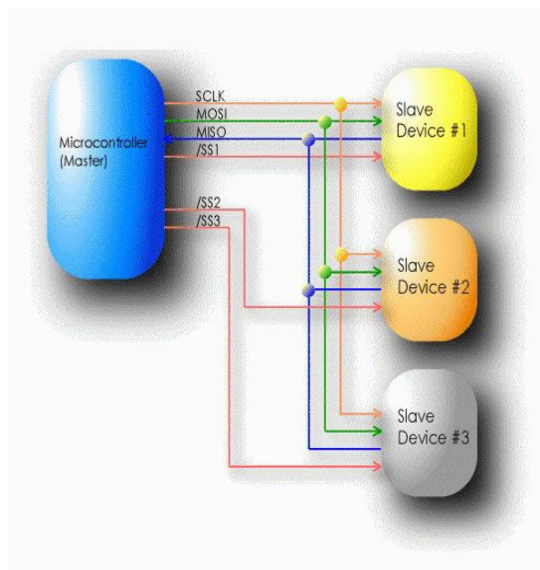 SCLK
MOSI
MISO
/SS1
Microcontroller
(Master)
/SS2
/SS3
Slave
Device #1
Slave
Device #2
Slave
Device #3